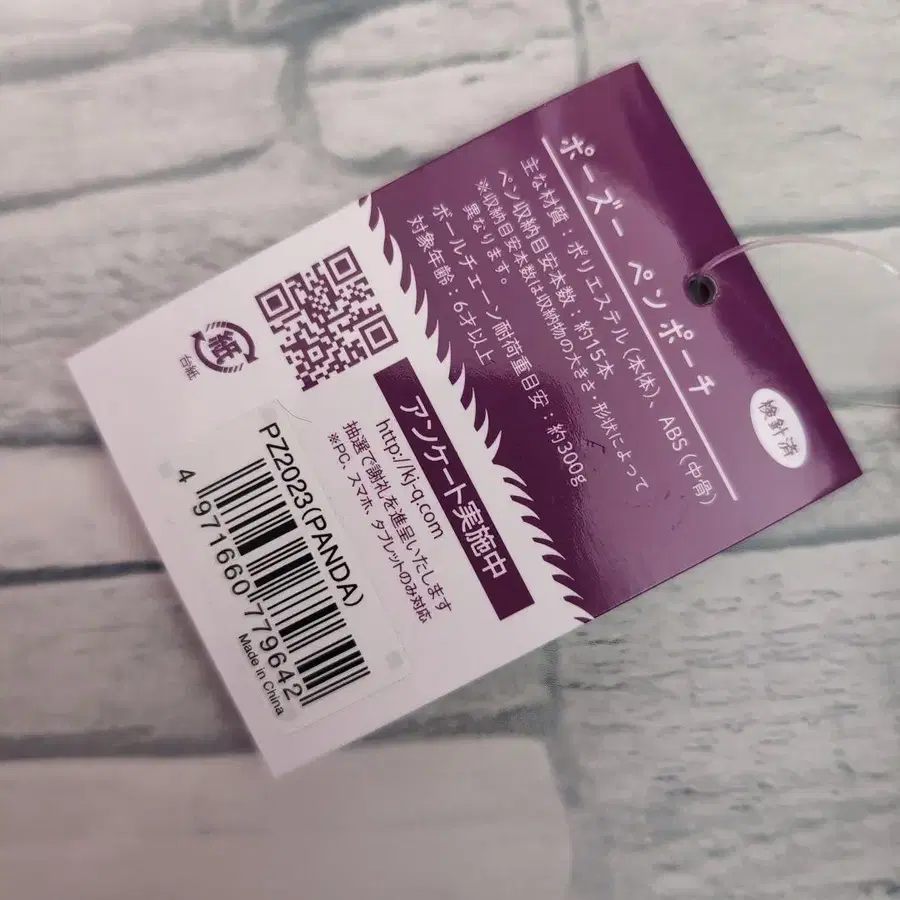 ポーズー ペンポーチ
検針済
主な材質：ポリエステル（本体）、ABS（中骨）
ペン収納目安本数：約15本
※収納目安本数は収納物の大きさ・形状によって
異なります。
ボールチェーン耐荷重目安：約300g
対象年齢：6才以上
アンケート実施中
http://kj-q.com
抽選で謝礼を進呈いたします
※PC、スマホ、タブレットのみ対応
紙
台紙
PZ2023(PANDA)
4 971660 779642
Made in China